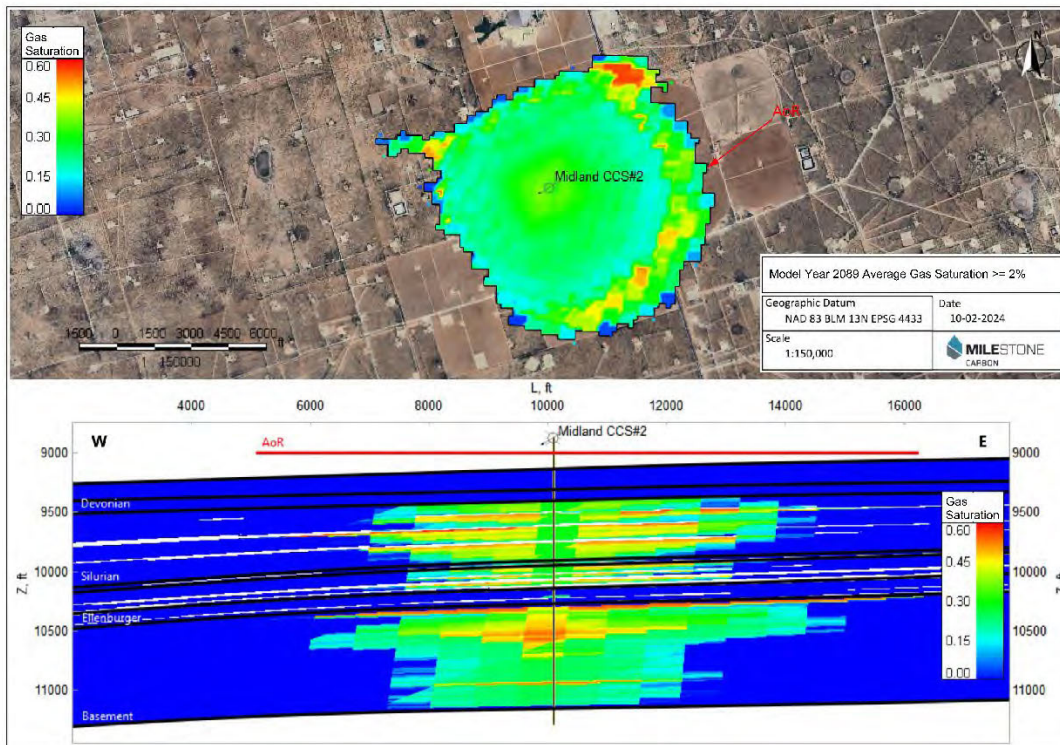 Gas
Saturation
0.60
0.45
0.30
0.15
0.00
N
AoR
Midland CCS#2
1500 0 1500 3000 4500 6000 ft
1 150000
Model Year 2089 Average Gas Saturation >= 2%
Geographic Datum
NAD 83 BLM 13N EPSG 4433
Date
10-02-2024
Scale
1:150,000
MILESTONE
CARBON
L, ft
4000 6000 8000 10000 12000 14000 16000
Midland CCS#2
W
E
AoR
9000
9500
10000
10500
11000
Z, ft
Devonian
Silurian
Ellenburger
Basement
Gas
Saturation
0.60
0.45
0.30
0.15
0.00
9000
9500
10000
10500
11000